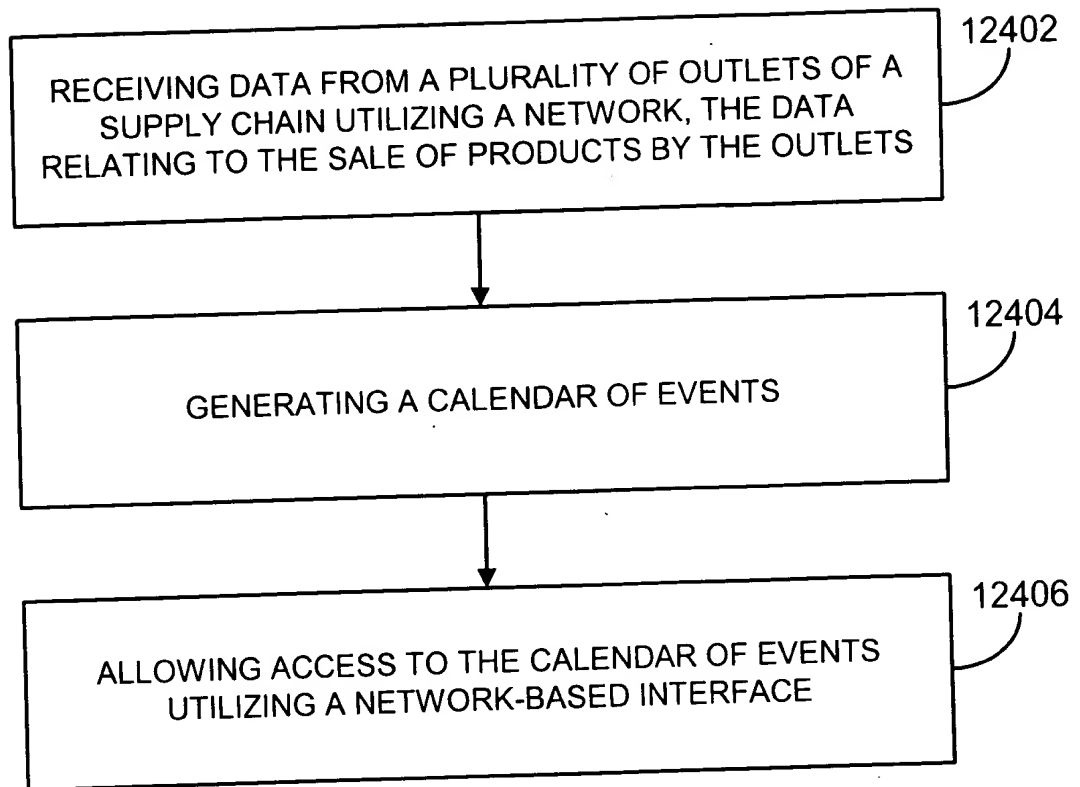 12402
RECEIVING DATA FROM A PLURALITY OF OUTLETS OF A
SUPPLY CHAIN UTILIZING A NETWORK, THE DATA
RELATING TO THE SALE OF PRODUCTS BY THE OUTLETS
12404
GENERATING A CALENDAR OF EVENTS
12406
ALLOWING ACCESS TO THE CALENDAR OF EVENTS
UTILIZING A NETWORK-BASED INTERFACE